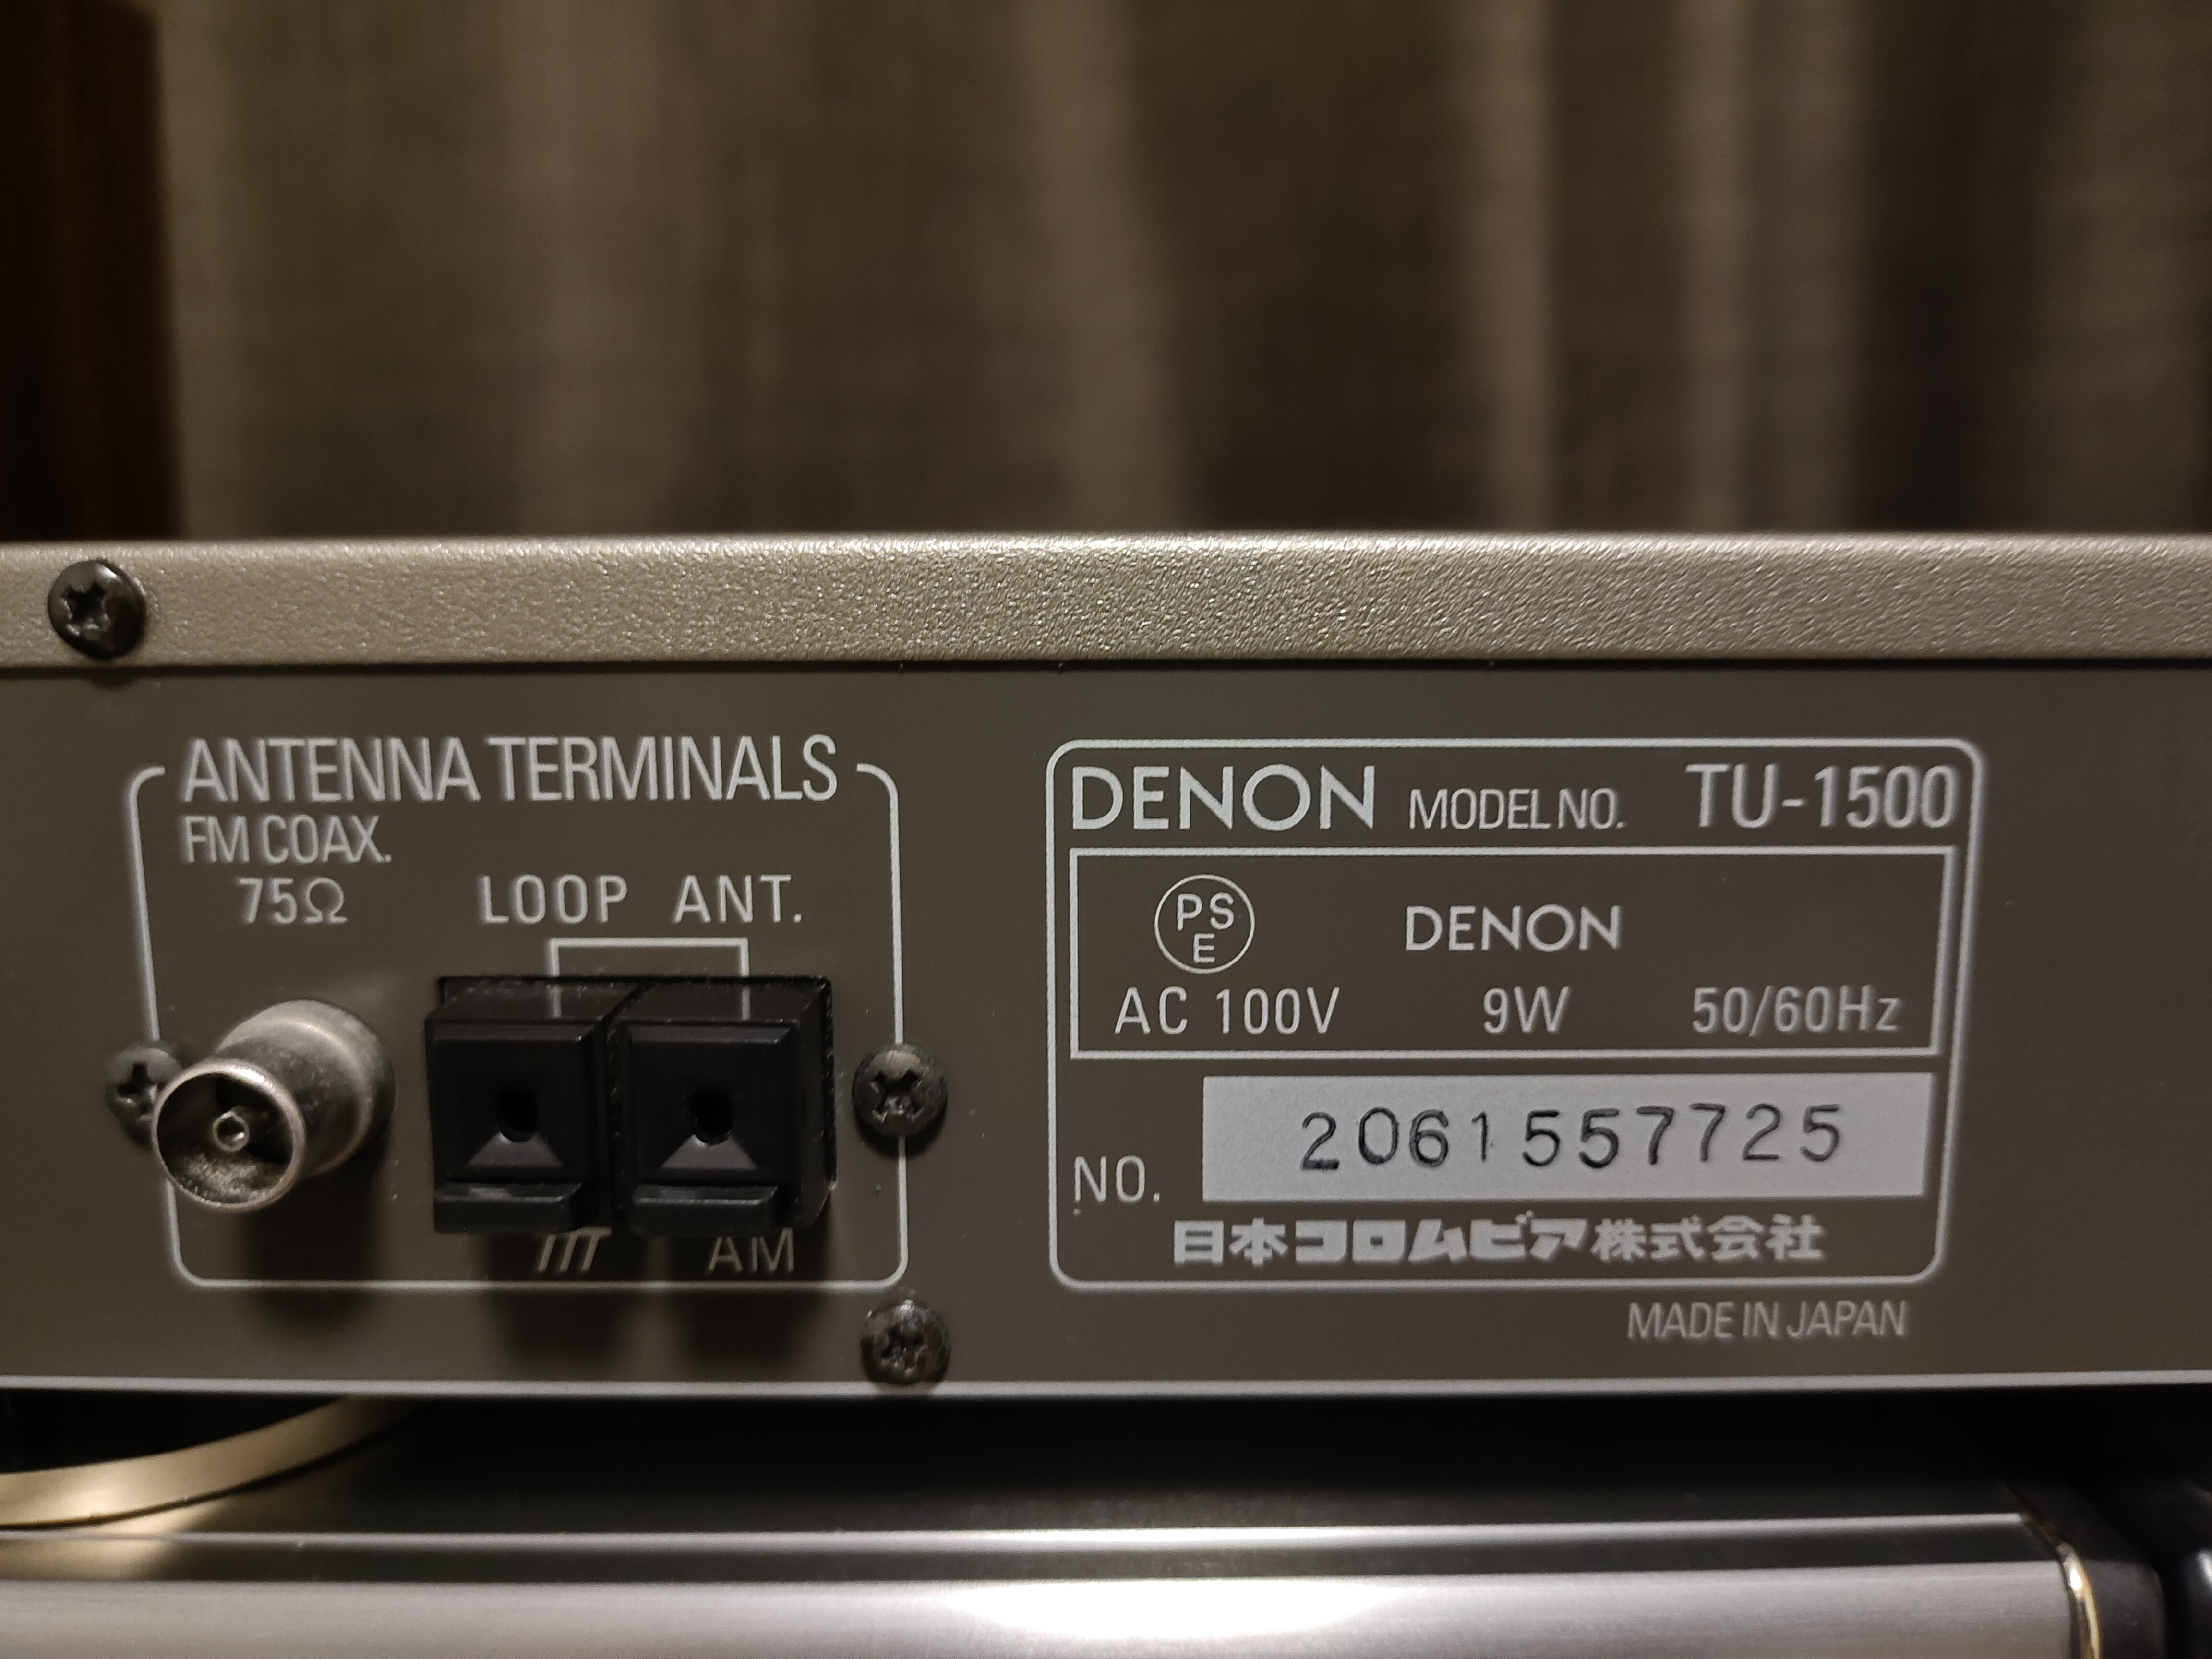 ANTENNA TERMINALS
FM COAX.
75Ω
LOOP ANT.
AM
DENON MODEL NO. TU-1500
PS
E
DENON
AC 100V 9W 50/60Hz
NO. 2061557725
日本コロムビア株式会社
MADE IN JAPAN